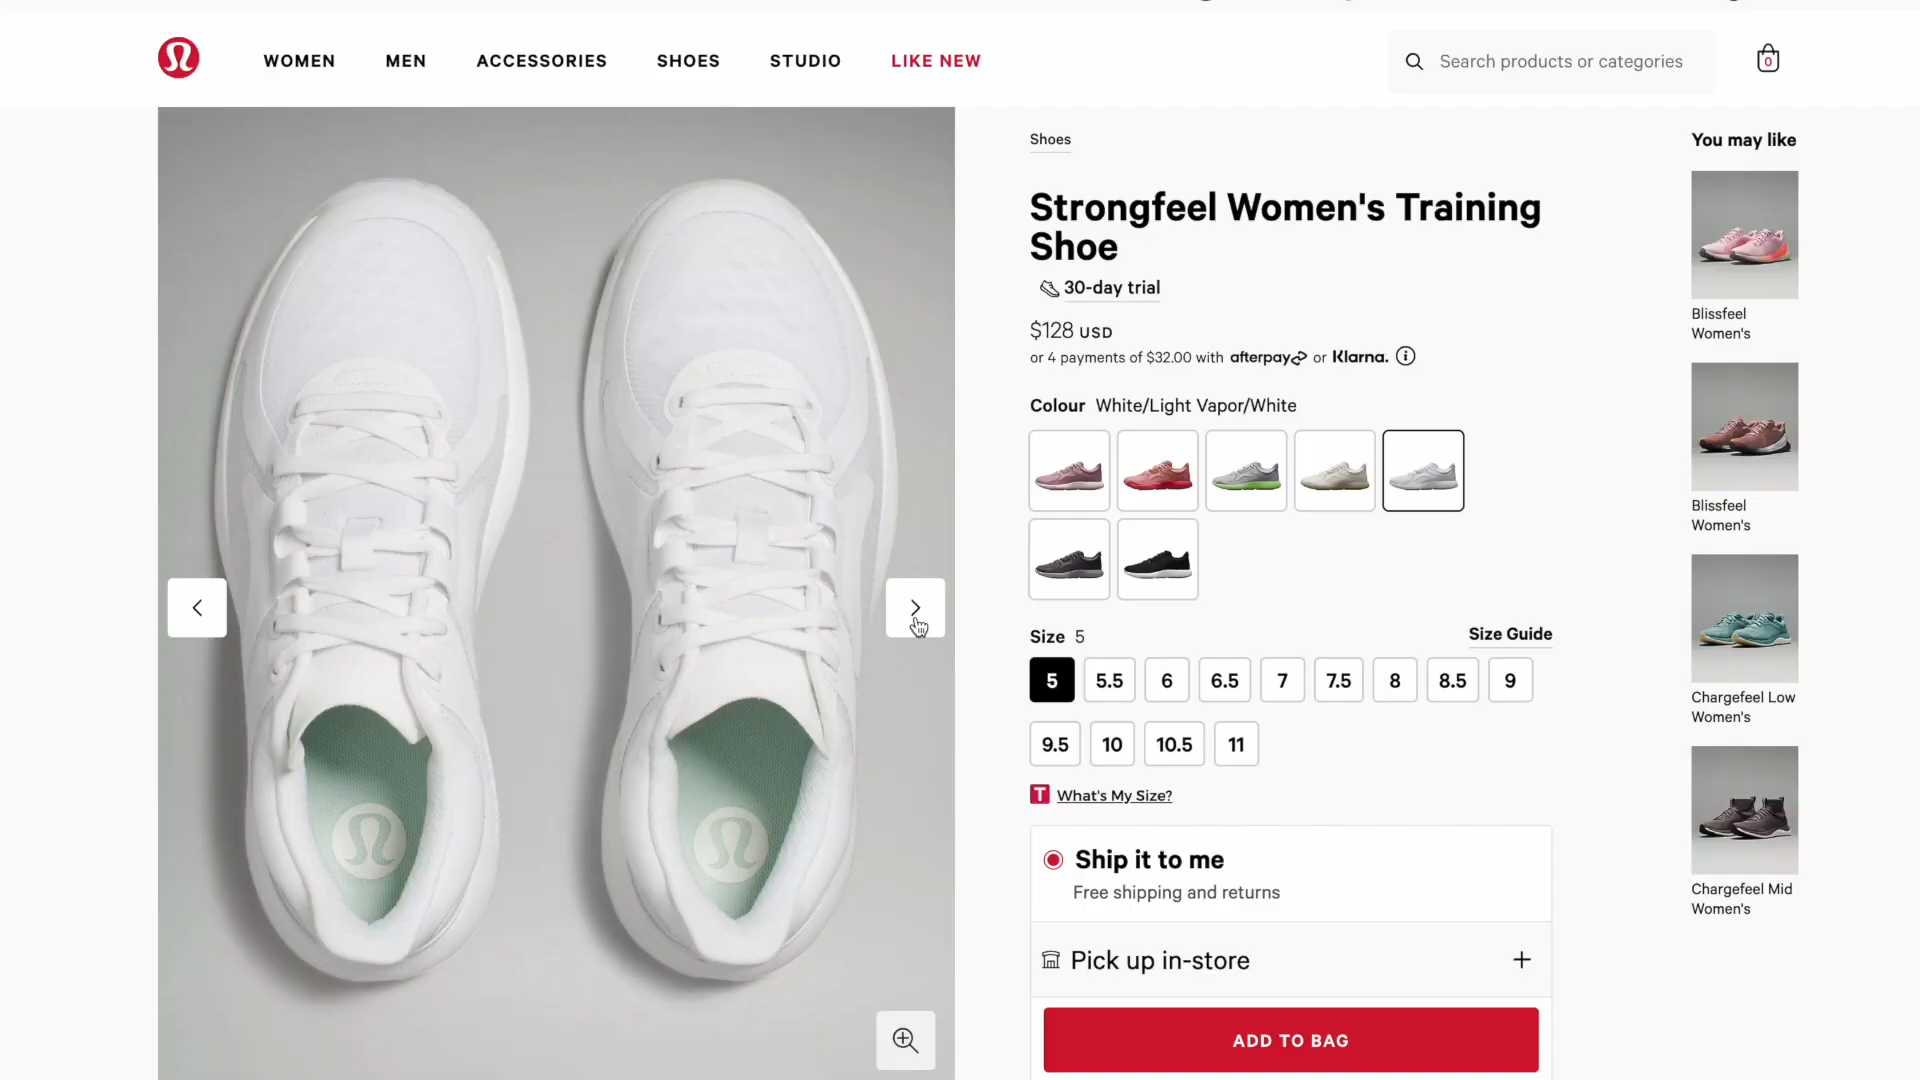 WOMEN MEN ACCESSORIES SHOES STUDIO LIKE NEW
Search products or categories
0
Shoes
Strongfeel Women's Training
Shoe
30-day trial
$128 USD
or 4 payments of $32.00 with afterpay or Klarna.
Colour White/Light Vapor/White
Size 5
Size Guide
5 5.5 6 6.5 7 7.5 8 8.5 9
9.5 10 10.5 11
T What's My Size?
Ship it to me
Free shipping and returns
Pick up in-store
ADD TO BAG
You may like
Blissfeel
Women's
Blissfeel
Women's
Chargefeel Low
Women's
Chargefeel Mid
Women's